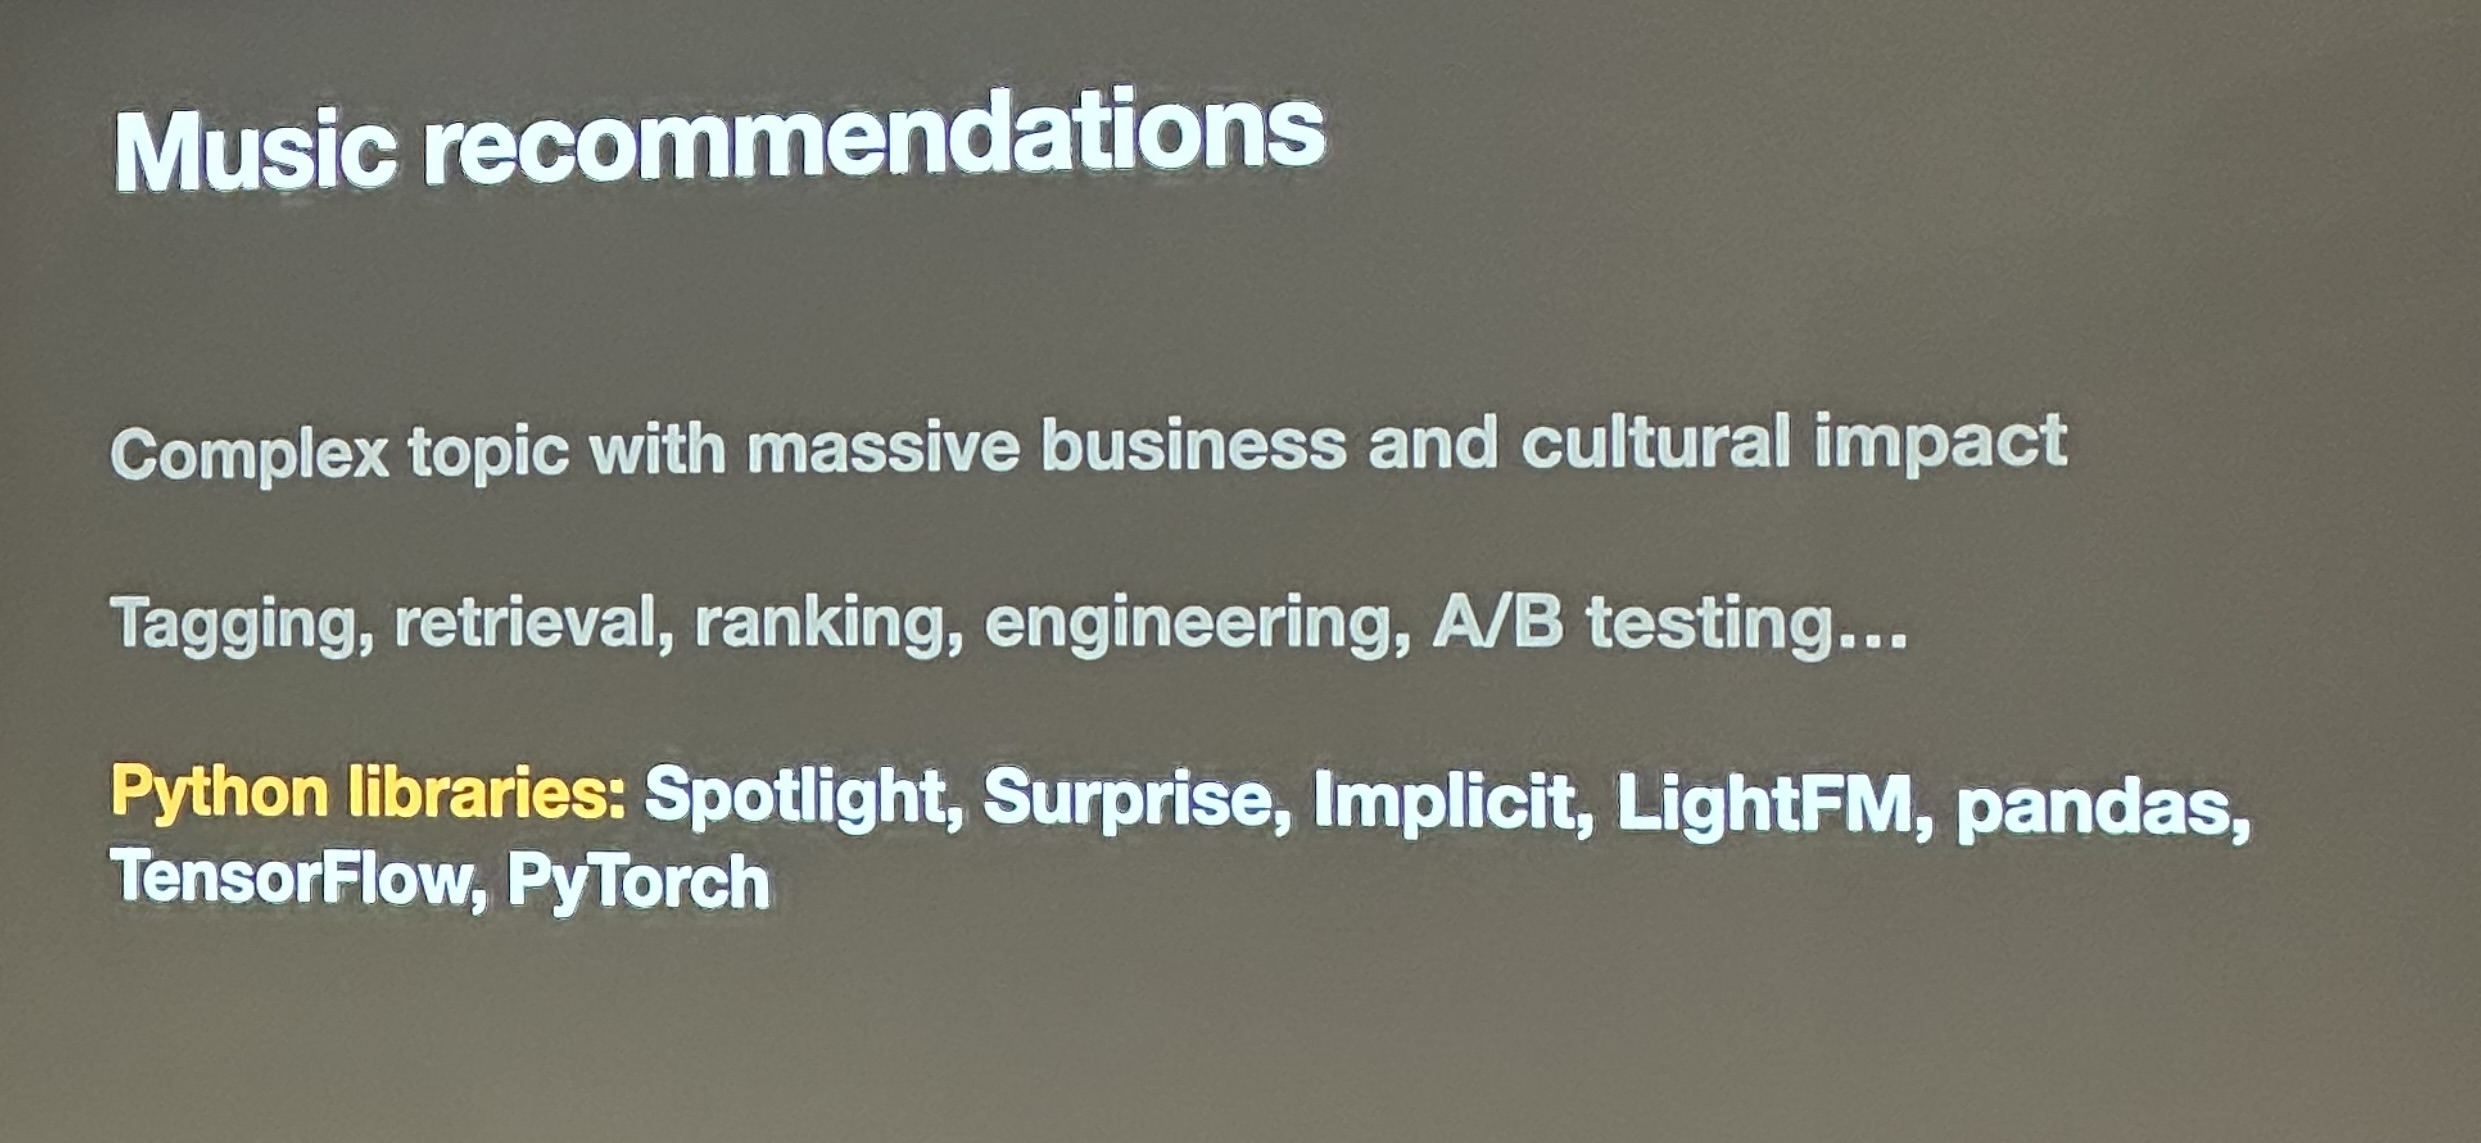 Music recommendations
Complex topic with massive business and cultural impact
Tagging, retrieval, ranking, engineering, A/B testing...
Python libraries: Spotlight, Surprise, Implicit, LightFM, pandas,
TensorFlow, PyTorch